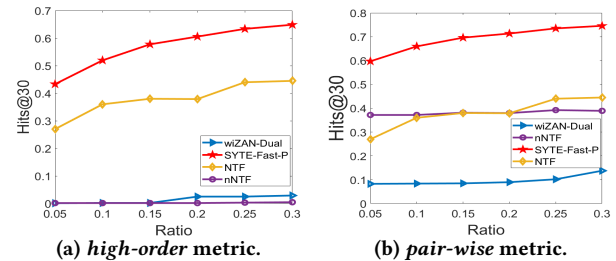 0.7
0.6
0.5
0.4
0.3
0.2
0.1
0
Hits@30
wiZAN-Dual
SYTE-Fast-P
NTF
nNTF
0.05 0.1 0.15 0.2 0.25 0.3
Ratio
(a) high-order metric.
0.8
0.7
0.6
0.5
0.4
0.3
0.2
0.1
0
Hits@30
wiZAN-Dual
nNTF
SYTE-Fast-P
NTF
0.05 0.1 0.15 0.2 0.25 0.3
Ratio
(b) pair-wise metric.